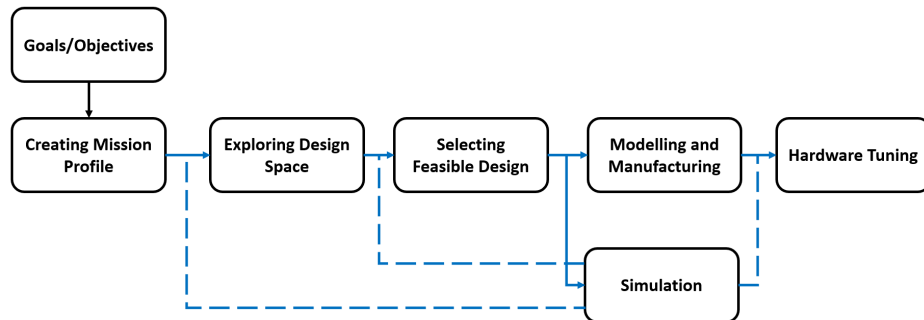 Goals/Objectives
Creating Mission
Profile
Exploring Design
Space
Selecting
Feasible Design
Modelling and
Manufacturing
Hardware Tuning
Simulation